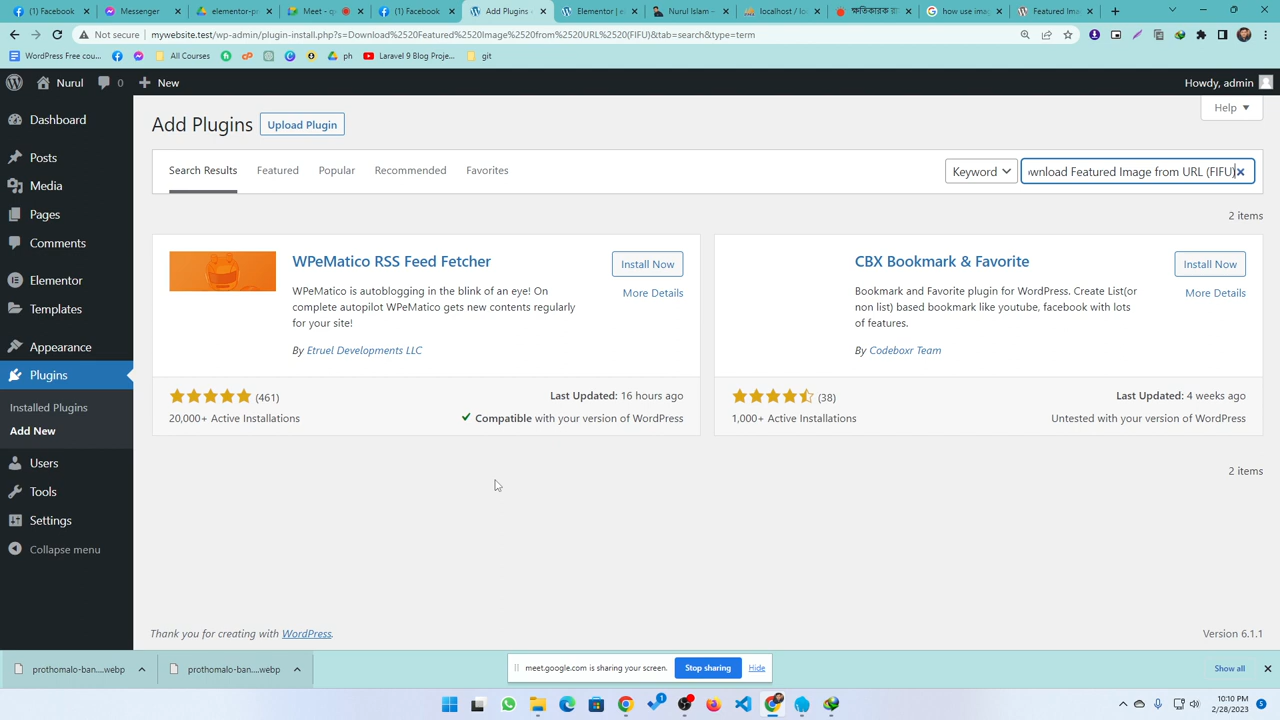 Facebook
Messenger
elementor-p
Meet - q
Facebook
Add Plugins
Elementor | e
Nurul Islam –
localhost / lo
how use imag
Featured Ima
Not secure
mywebsite.test/wp-admin/plugin-install.php?s=Download%2520Featured%2520Image%2520from%2520URL%2520(FIFU)&tab=search&type=term
WordPress Free cou...
All Courses
ph
Laravel 9 Blog Proje...
git
Nurul
0
New
Howdy, admin
Help
Add Plugins
Upload Plugin
Search Results
Featured
Popular
Recommended
Favorites
Keyword
wnload Featured Image from URL (FIFU)
2 items
WPeMatico RSS Feed Fetcher
Install Now
More Details
WPeMatico is autoblogging in the blink of an eye! On
complete autopilot WPeMatico gets new contents regularly
for your site!
By Etruel Developments LLC
(461)
Last Updated: 16 hours ago
20,000+ Active Installations
Compatible with your version of WordPress
CBX Bookmark & Favorite
Install Now
More Details
Bookmark and Favorite plugin for WordPress. Create List(or
non list) based bookmark like youtube, facebook with lots
of features.
By Codeboxr Team
(38)
Last Updated: 4 weeks ago
1,000+ Active Installations
Untested with your version of WordPress
2 items
Dashboard
Posts
Media
Pages
Comments
Elementor
Templates
Appearance
Plugins
Installed Plugins
Add New
Users
Tools
Settings
Collapse menu
Thank you for creating with WordPress.
Version 6.1.1
prothomalo-ban....webp
prothomalo-ban....webp
meet.google.com is sharing your screen.
Stop sharing
Hide
Show all
10:10 PM
2/28/2023